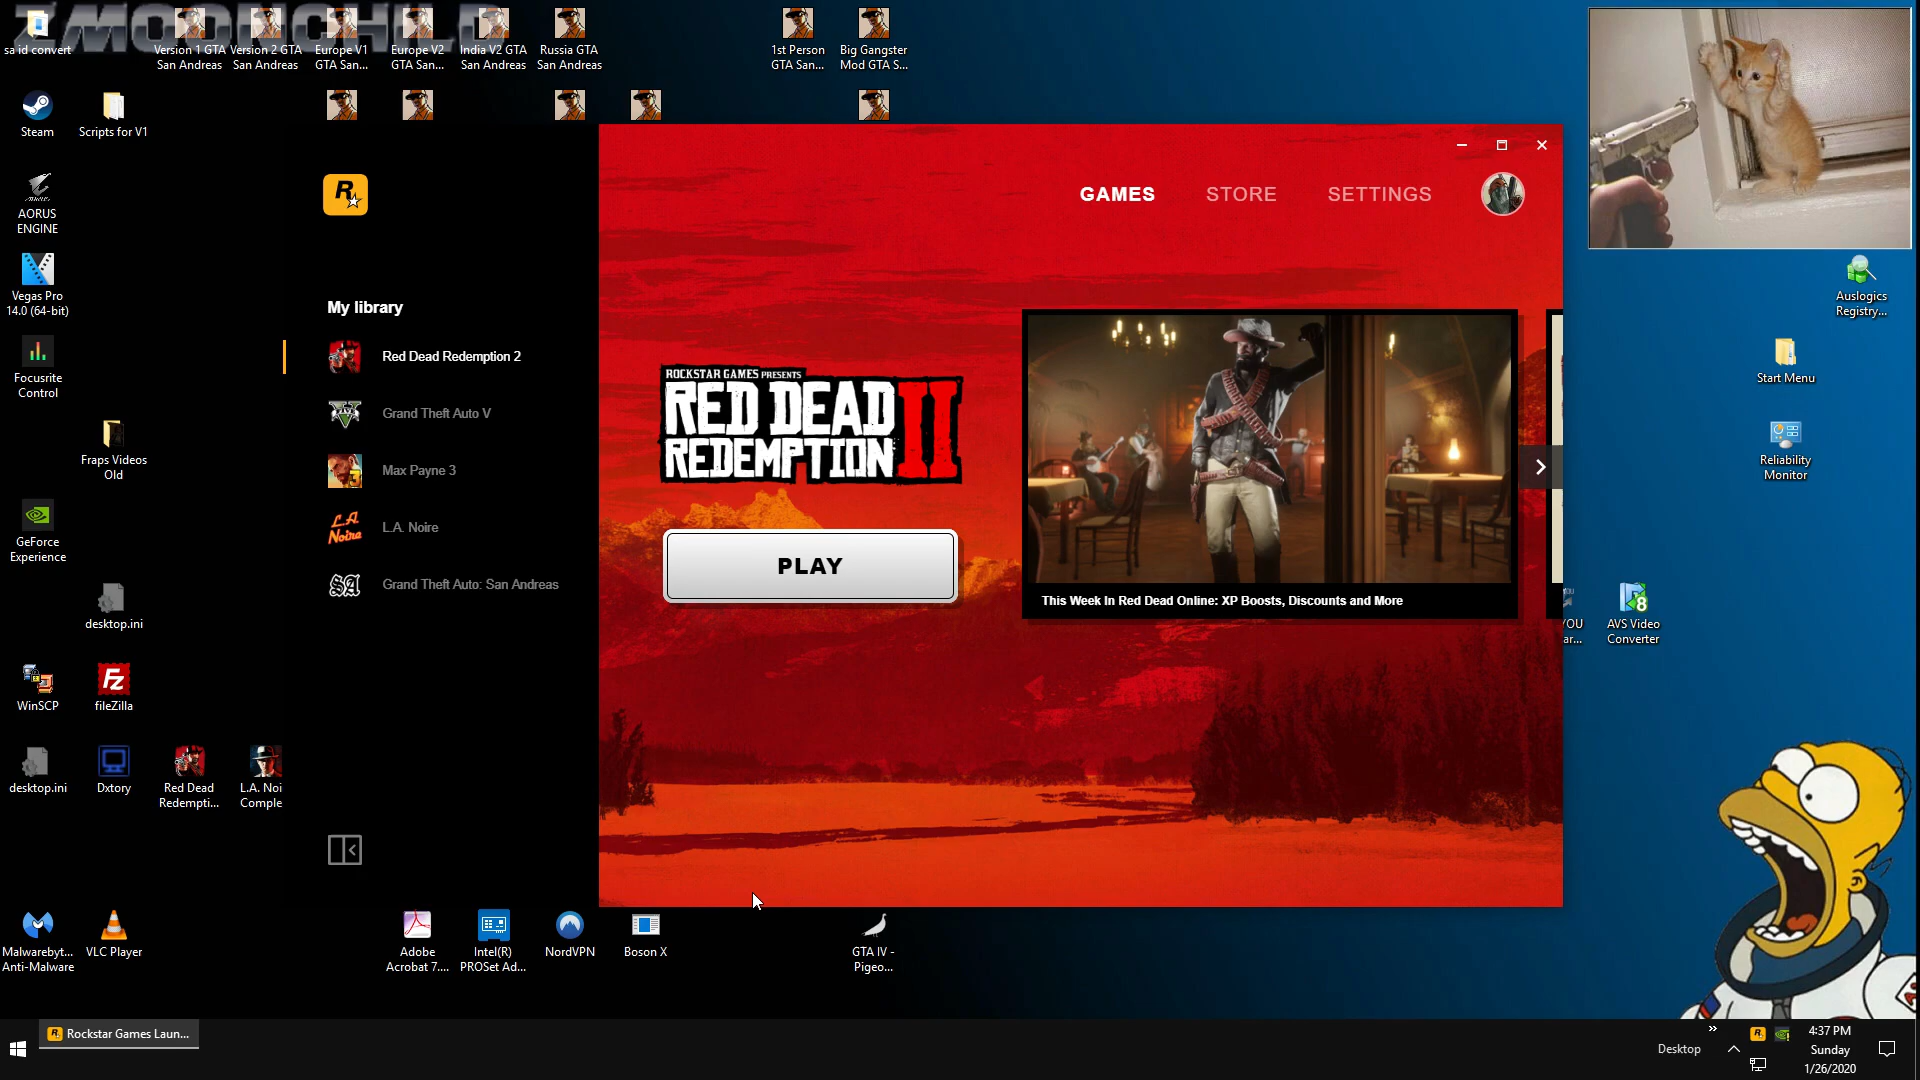 ZMOONCHILD
sa id convert
Version 1 GTA
San Andreas
Version 2 GTA
San Andreas
Europe V1
GTA San...
Europe V2
GTA San...
India V2 GTA
San Andreas
Russia GTA
San Andreas
1st Person
GTA San...
Big Gangster
Mod GTA S...
Steam
Scripts for V1
AORUS
ENGINE
Vegas Pro
14.0 (64-bit)
Focusrite
Control
Fraps Videos
Old
GeForce
Experience
desktop.ini
WinSCP
fileZilla
desktop.ini
Dxtory
Red Dead
Redempti...
L.A. Noi
Comple
Malwarebyt...
Anti-Malware
VLC Player
R
My library
Red Dead Redemption 2
V
Grand Theft Auto V
3
Max Payne 3
L.A.
Noire
L.A. Noire
SA
Grand Theft Auto: San Andreas
GAMES
STORE
SETTINGS
ROCKSTAR GAMES PRESENTS
RED DEAD
REDEMPTION II
PLAY
This Week In Red Dead Online: XP Boosts, Discounts and More
Adobe
Acrobat 7....
Intel(R)
PROSet Ad...
NordVPN
Boson X
GTA IV -
Pigeo...
Auslogics
Registry...
Start Menu
Reliability
Monitor
YOU
ar...
AVS Video
Converter
Rockstar Games Laun...
Desktop
4:37 PM
Sunday
1/26/2020